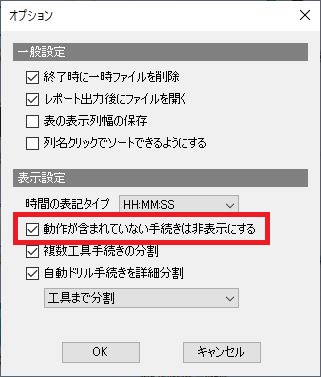 オプション
一般設定
終了時に一時ファイルを削除
レポート出力後にファイルを開く
表の表示列幅の保存
列名クリックでソートできるようにする
表示設定
時間の表記タイプ HH:MM:SS
動作が含まれていない手続きは非表示にする
複数工具手続きの分割
自動ドリル手続きを詳細分割
工具まで分割
OK キャンセル